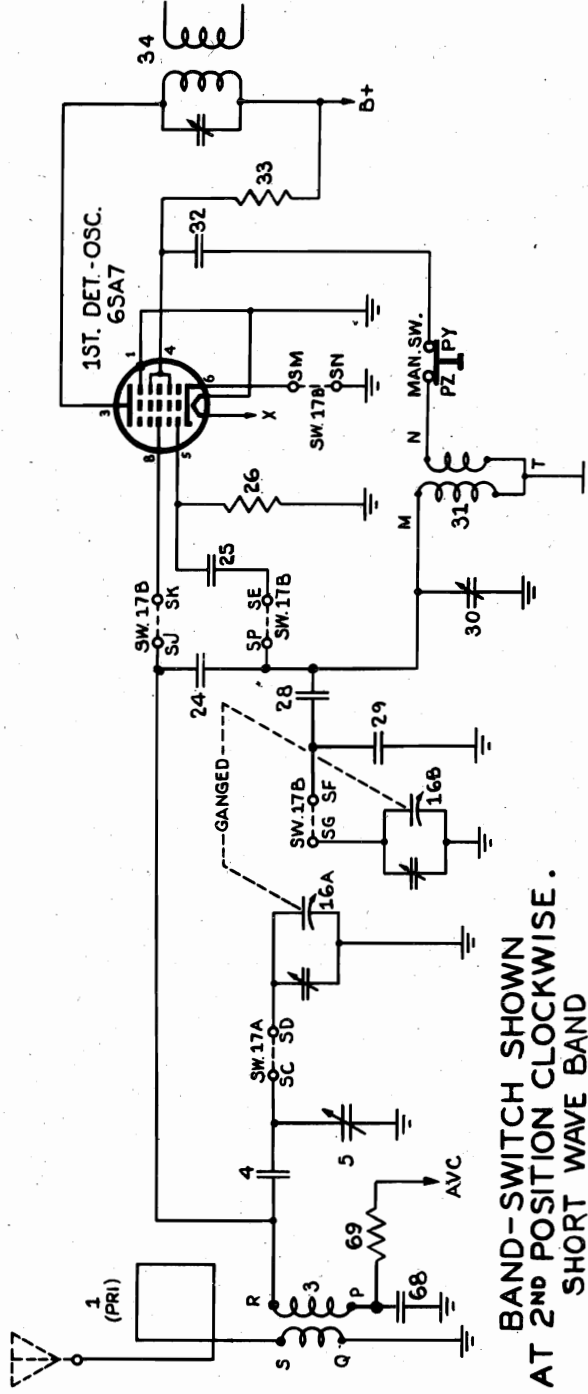 1
(PRI)
S
Q
R
3
P
68
69
AVC
4
5
SW. 17A
SC
SD
16A
GANGED
SW. 17B
SG
SF
16B
28
29
24
SW. 17B
SJ
SK
SP
SE
SW. 17B
25
26
30
M
31
N
T
MAN. SW.
PZ
PY
1ST. DET.-OSC.
6SA7
3
8
5
1
4
6
X
SM
SW. 17B
SN
32
33
34
B+
BAND-SWITCH SHOWN
AT 2ND POSITION CLOCKWISE.
SHORT WAVE BAND